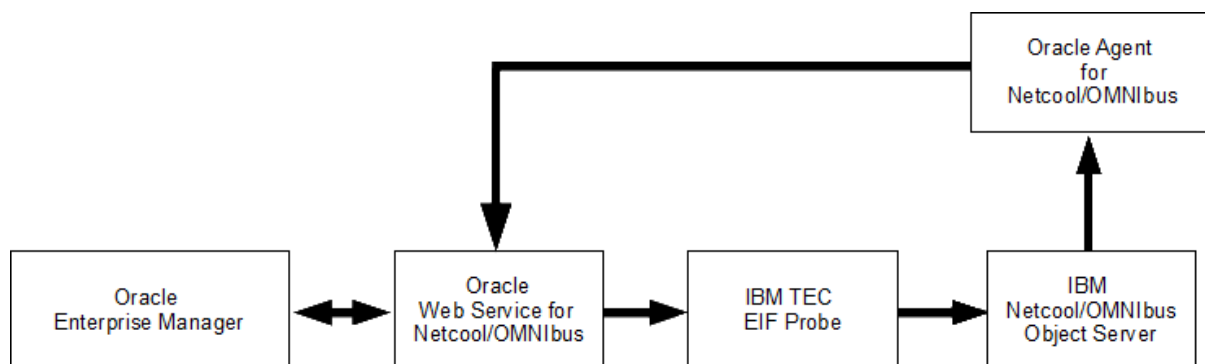 Oracle Agent
for
Netcool/OMNIbus
Oracle
Enterprise Manager
Oracle
Web Service for
Netcool/OMNIbus
IBM TEC
EIF Probe
IBM
Netcool/OMNIbus
Object Server